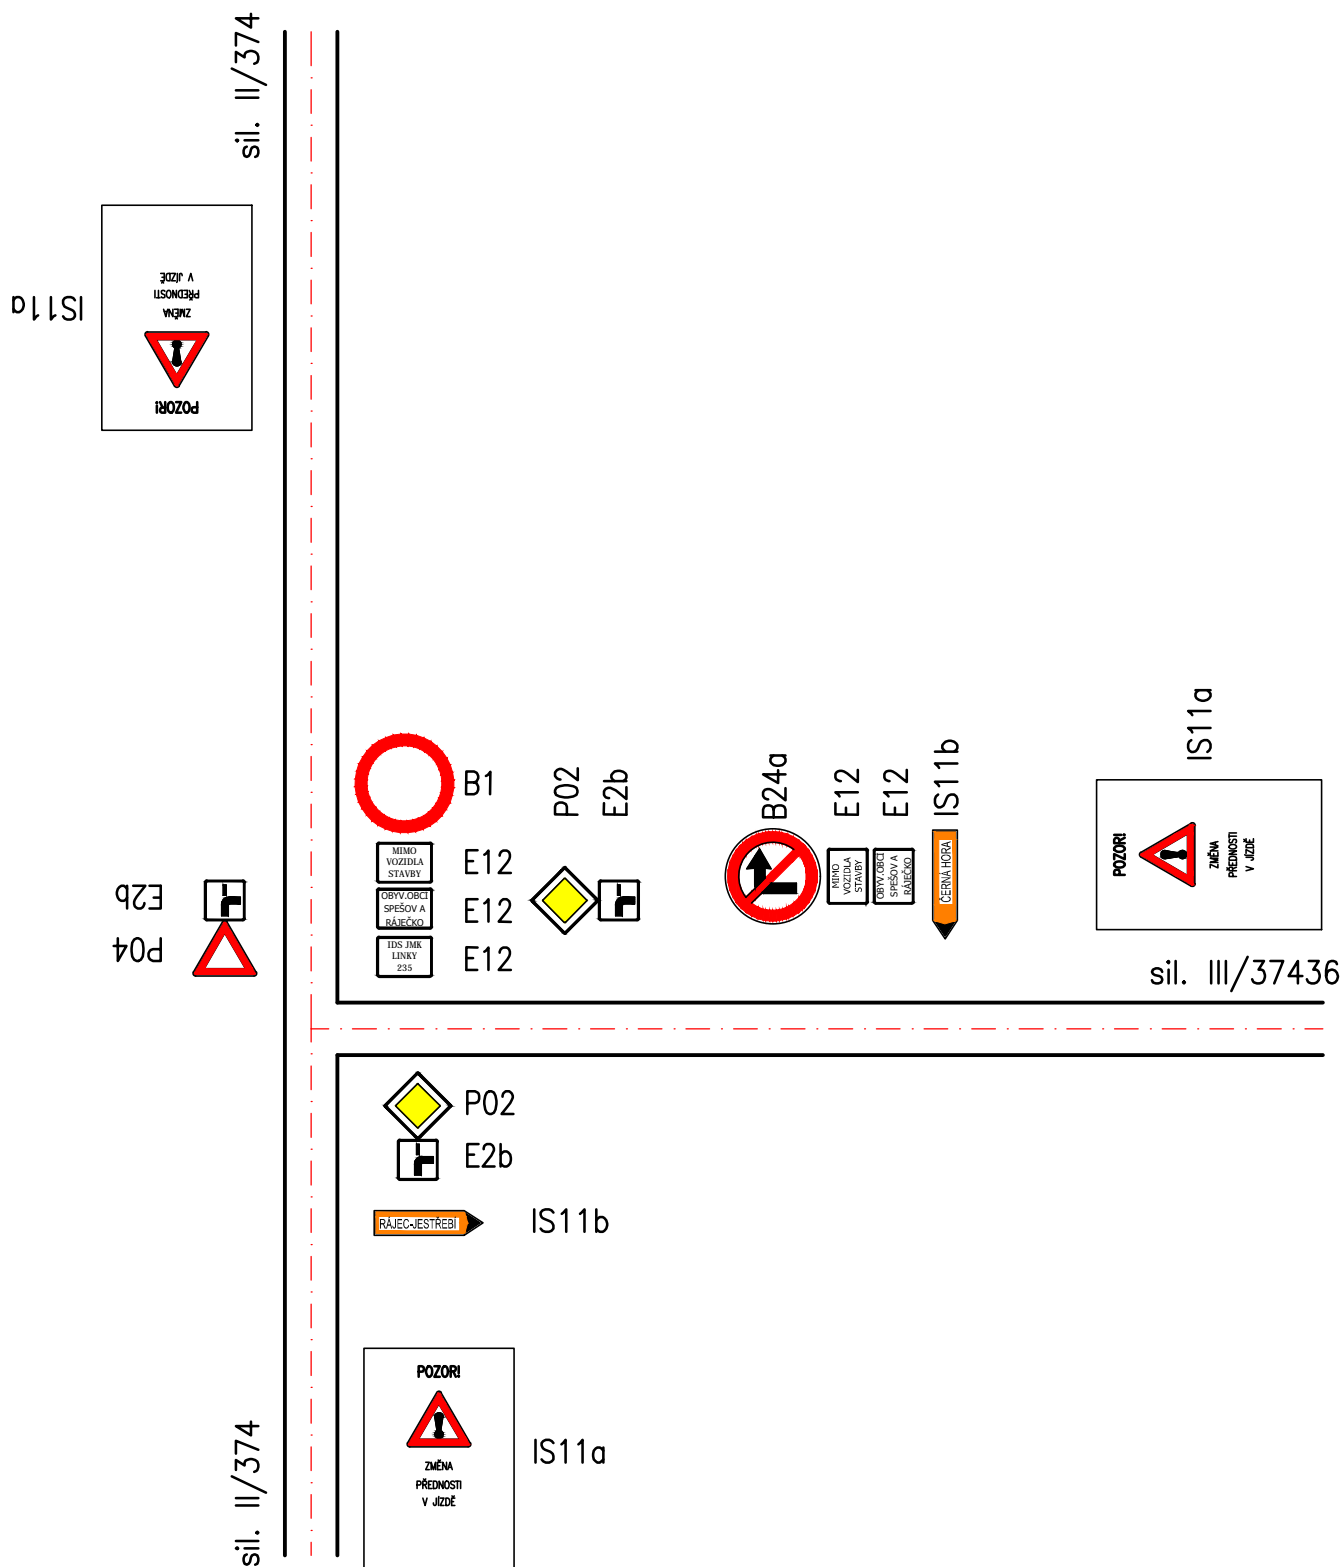 sil. II/374
IS11a
V JÍZDĚ
PŘEDNOSTI
ZMĚNA
POZOR!
E2b
P04
B1
MIMO
VOZIDLA
STAVBY
E12
OBYV.OBCÍ
SPEŠOV A
RÁJEČKO
E12
IDS JMK
LINKY
235
E12
P02
E2b
B24a
E12
MIMO
VOZIDLA
STAVBY
E12
OBYV.OBCÍ
SPEŠOV A
RÁJEČKO
IS11b
ČERNÁ HORA
IS11a
POZOR!
ZMĚNA
PŘEDNOSTI
V JÍZDĚ
sil. III/37436
P02
E2b
RÁJEC-JESTŘEBÍ
IS11b
POZOR!
ZMĚNA
PŘEDNOSTI
V JÍZDĚ
IS11a
sil. II/374